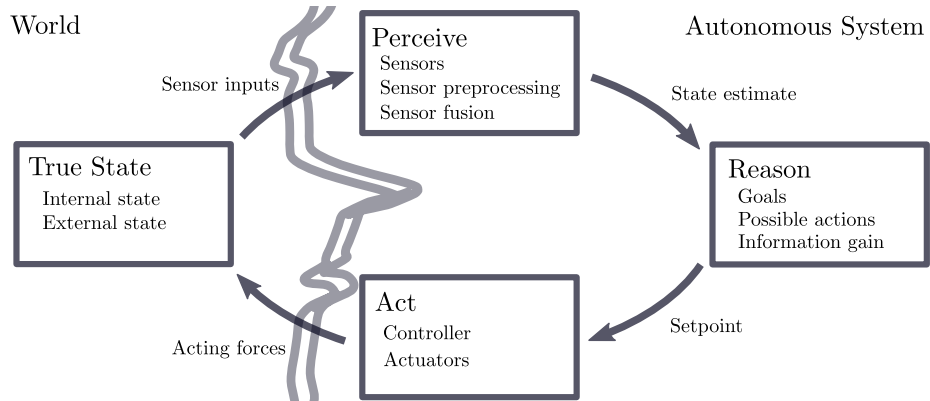 World
Autonomous System
Perceive
Sensors
Sensor preprocessing
Sensor fusion
Sensor inputs
State estimate
True State
Internal state
External state
Reason
Goals
Possible actions
Information gain
Act
Controller
Actuators
Setpoint
Acting forces